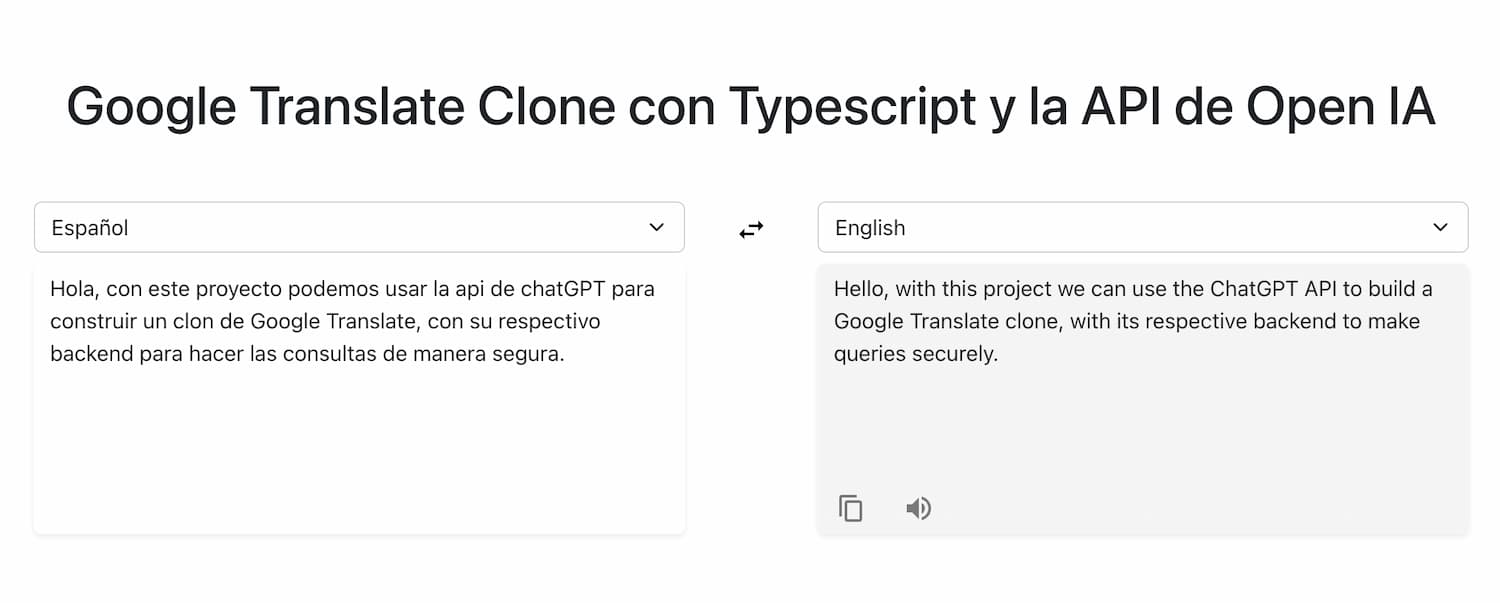 Google Translate Clone con Typescript y la API de Open IA
Español
English
Hola, con este proyecto podemos usar la api de chatGPT para
construir un clon de Google Translate, con su respectivo
backend para hacer las consultas de manera segura.
Hello, with this project we can use the ChatGPT API to build a
Google Translate clone, with its respective backend to make
queries securely.